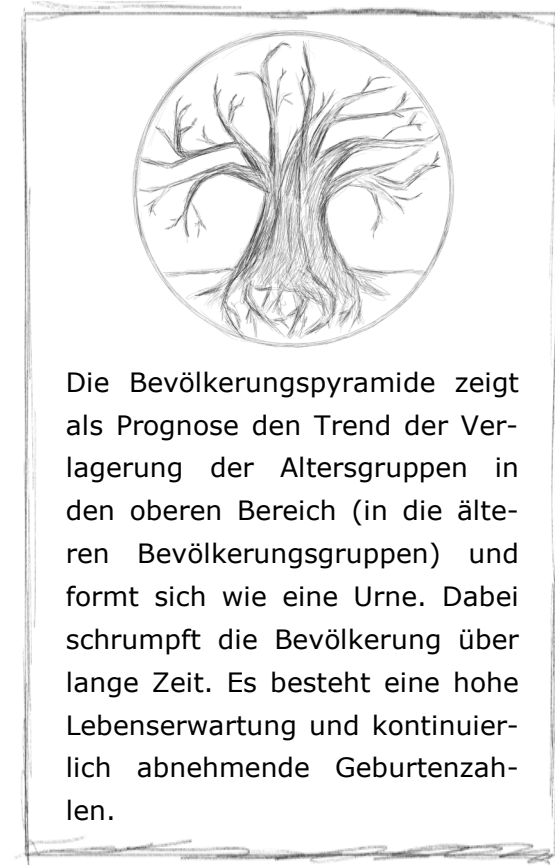 Die Bevölkerungspyramide zeigt
als Prognose den Trend der Ver-
lagerung der Altersgruppen in
den oberen Bereich (in die älte-
ren Bevölkerungsgruppen) und
formt sich wie eine Urne. Dabei
schrumpft die Bevölkerung über
lange Zeit. Es besteht eine hohe
Lebenserwartung und kontinuier-
lich abnehmende Geburtenzah-
len.